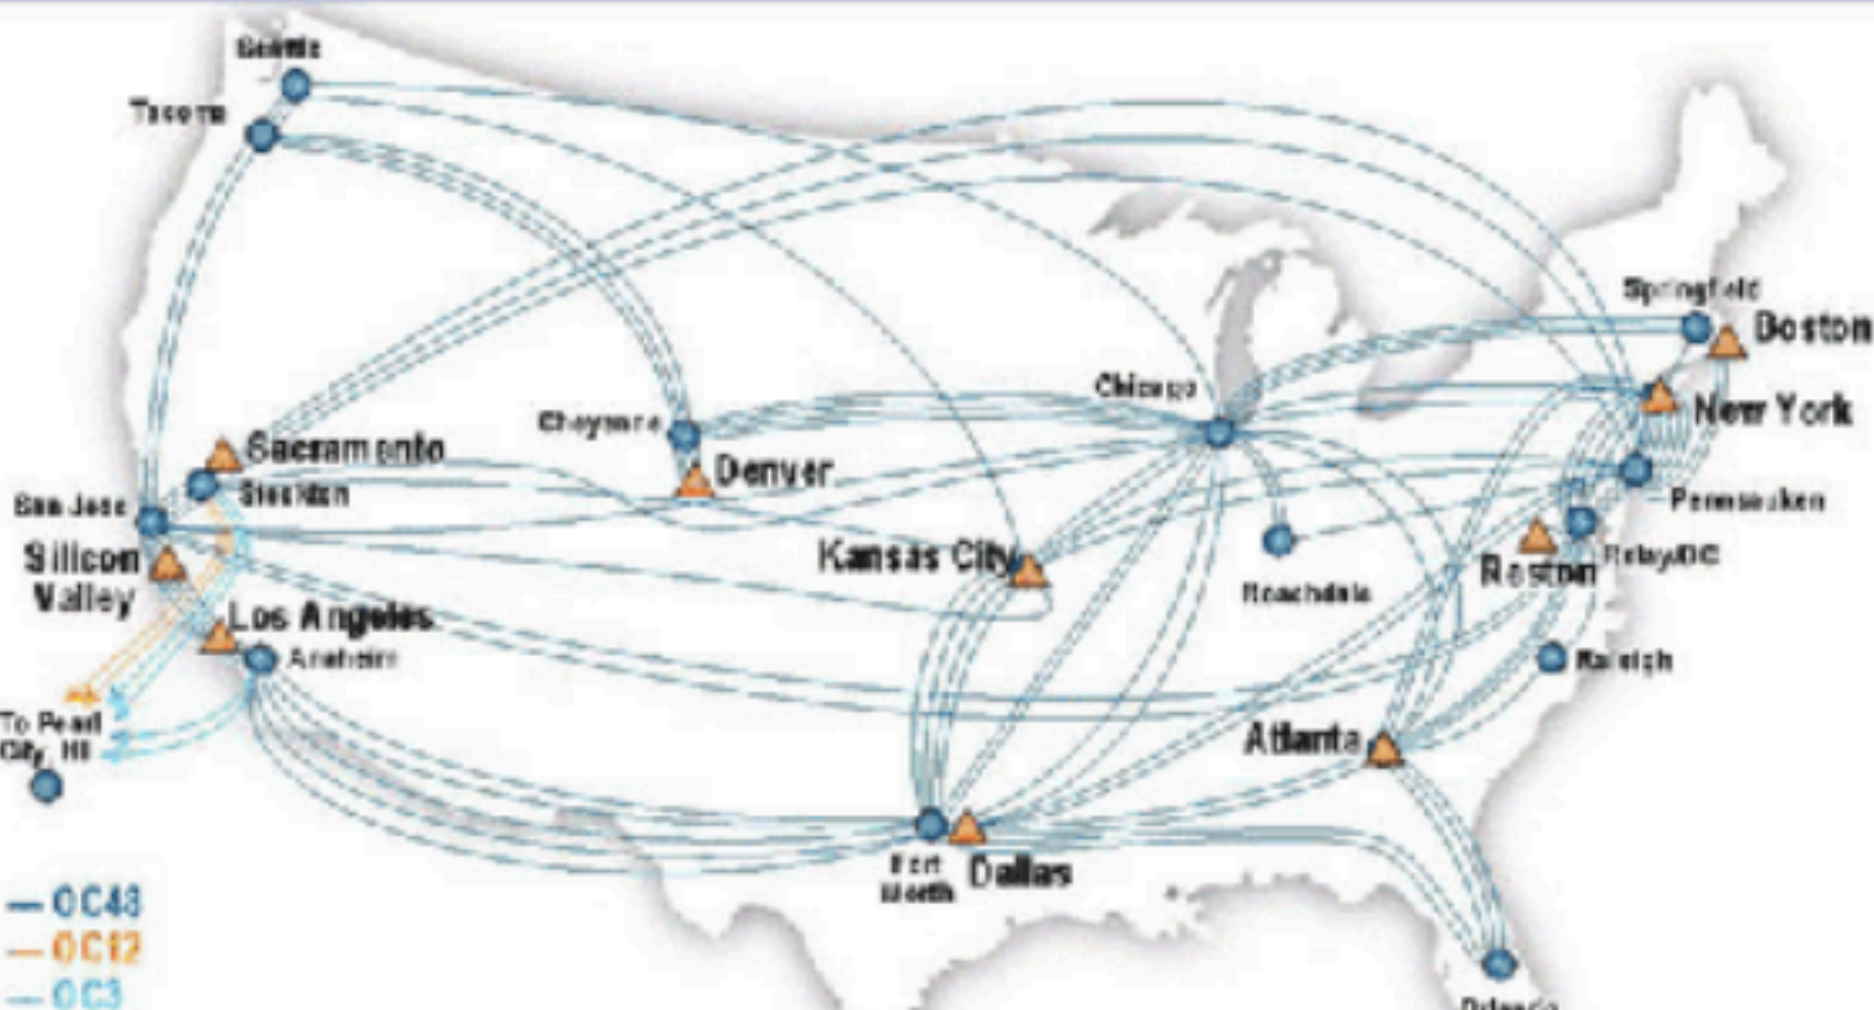 Seattle
Tacoma
Springfield
Boston
Chicago
New York
Cheyenne
Sacramento
Denver
Stockton
San Jose
Pennsauken
Silicon
Valley
Kansas City
Relay/DC
Reston
Roachdale
Los Angeles
Anaheim
Raleigh
To Pearl
City, HI
Atlanta
Fort
Worth
Dallas
OC48
OC12
OC3
Orlando